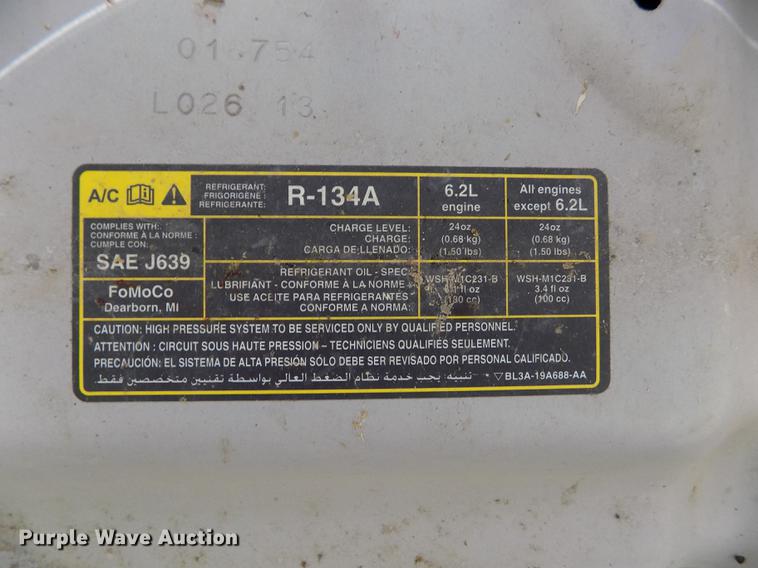 01 754
L026 13
A/C
REFRIGERANT:
FRIGORIGÈNE :
REFRIGERANTE:
R-134A
6.2L
engine
All engines
except 6.2L
COMPLIES WITH:
CONFORME À LA NORME :
CUMPLE CON:
SAE J639
FoMoCo
Dearborn, MI
CHARGE LEVEL:
CHARGE:
CARGA DE LLENADO:
24oz
(0.68 kg)
(1.50 lbs)
24oz
(0.68 kg)
(1.50 lbs)
REFRIGERANT OIL - SPEC
LUBRIFIANT - CONFORME À LA NORME
USE ACEITE PARA REFRIGERANTES
CONFORME A NORMA:
WSH-M1C231-B
fl oz
cc)
WSH-M1C231-B
3.4 fl oz
(100 cc)
CAUTION: HIGH PRESSURE SYSTEM TO BE SERVICED ONLY BY QUALIFIED PERSONNEL.
ATTENTION : CIRCUIT SOUS HAUTE PRESSION – TECHNICIENS QUALIFIÉS SEULEMENT.
PRECAUCIÓN: EL SISTEMA DE ALTA PRESIÓN SÓLO DEBE SER REVISADO POR PERSONAL CALIFICADO.
تنبيه: يجب خدمة نظام الضغط العالي بواسطة تقنيين متخصصين فقط * ▽ BL3A-19A688-AA
Purple Wave Auction